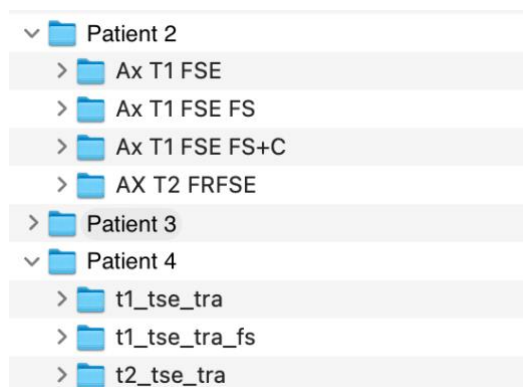 Patient 2
Ax T1 FSE
Ax T1 FSE FS
Ax T1 FSE FS+C
AX T2 FRFSE
Patient 3
Patient 4
t1_tse_tra
t1_tse_tra_fs
t2_tse_tra